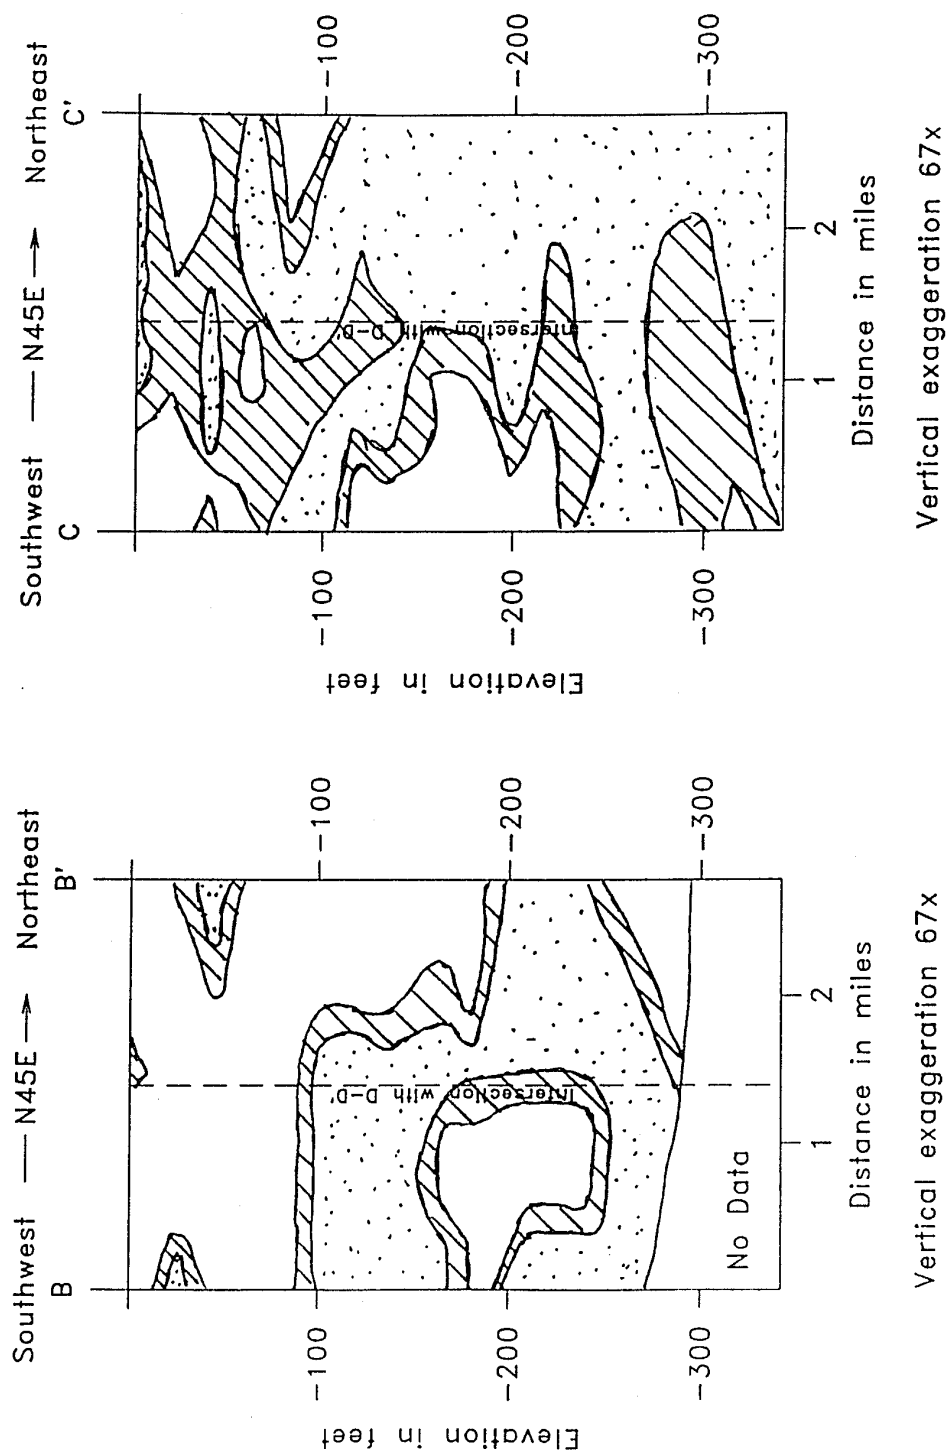 Southwest — N45E → Northeast
B B'
Elevation in feet
-100 -100
-200 -200
-300 -300
Intersection with D-D'
No Data
1 2
Distance in miles
Vertical exaggeration 67x
Southwest — N45E → Northeast
C C'
Elevation in feet
-100 -100
-200 -200
-300 -300
Intersection with D-D'
1 2
Distance in miles
Vertical exaggeration 67x